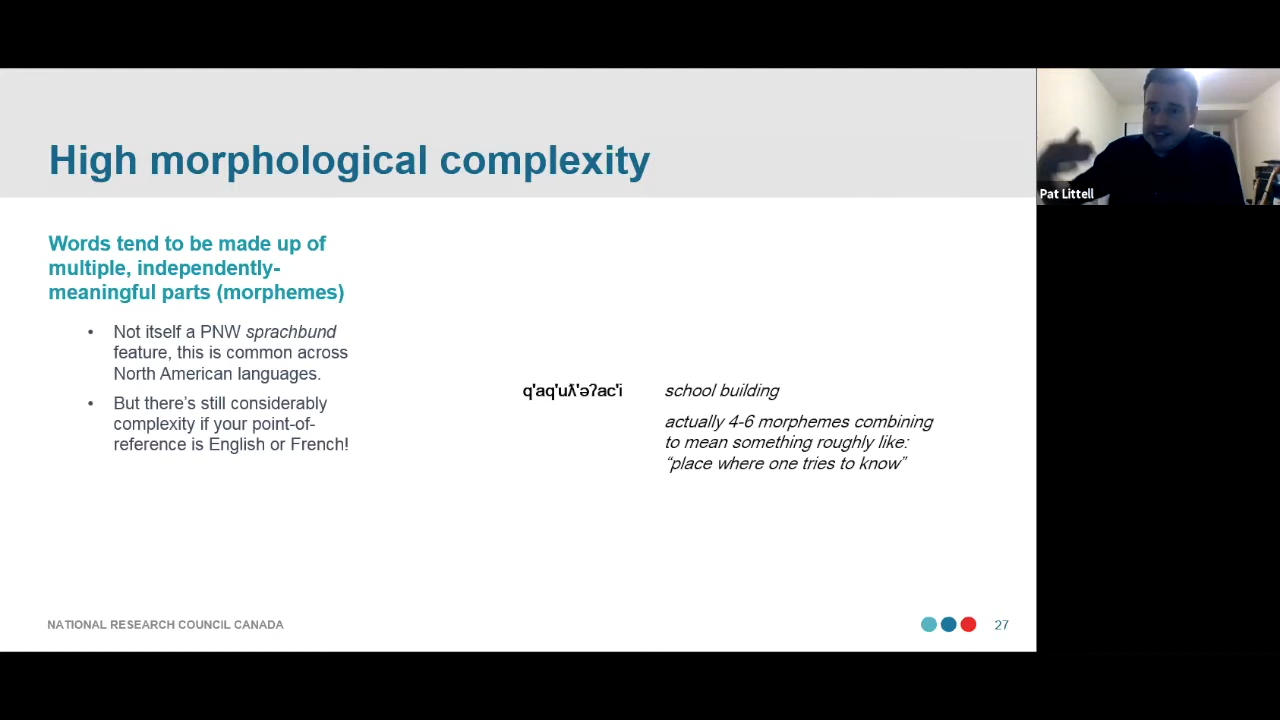 High morphological complexity
Pat Littell
Words tend to be made up of
multiple, independently-
meaningful parts (morphemes)
• Not itself a PNW sprachbund
feature, this is common across
North American languages.
• But there's still considerably
complexity if your point-of-
reference is English or French!
q̓aq̓uƛ̓əʔac̓i school building
actually 4-6 morphemes combining
to mean something roughly like:
“place where one tries to know”
NATIONAL RESEARCH COUNCIL CANADA
27